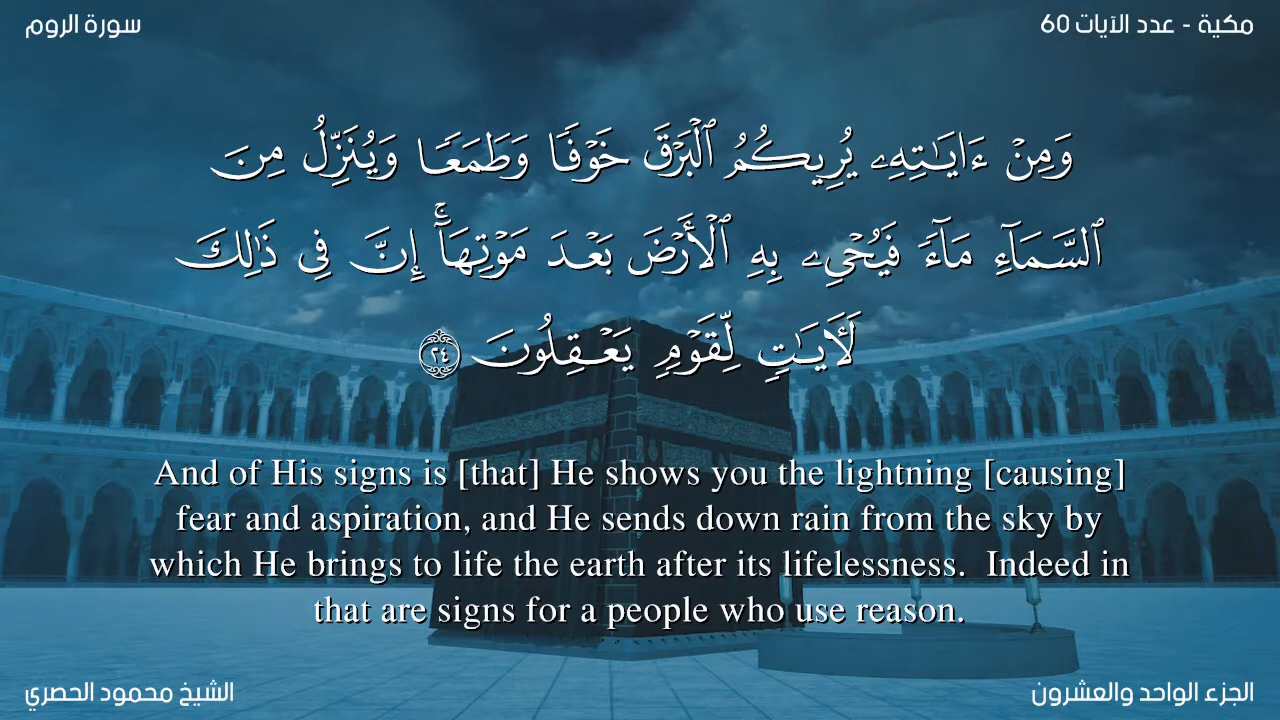 سورة الروم
مكية - عدد الآيات 60
وَمِنْ ءَايَـٰتِهِۦ يُرِيكُمُ ٱلْبَرْقَ خَوْفًا وَطَمَعًا وَيُنَزِّلُ مِنَ
ٱلسَّمَآءِ مَآءً فَيُحْىِۦ بِهِ ٱلْأَرْضَ بَعْدَ مَوْتِهَآ ۚ إِنَّ فِى ذَٰلِكَ
لَـَٔايَـٰتٍ لِّقَوْمٍ يَعْقِلُونَ ٢٤
And of His signs is [that] He shows you the lightning [causing]
fear and aspiration, and He sends down rain from the sky by
which He brings to life the earth after its lifelessness.  Indeed in
that are signs for a people who use reason.
الشيخ محمود الحصري
الجزء الواحد والعشرون